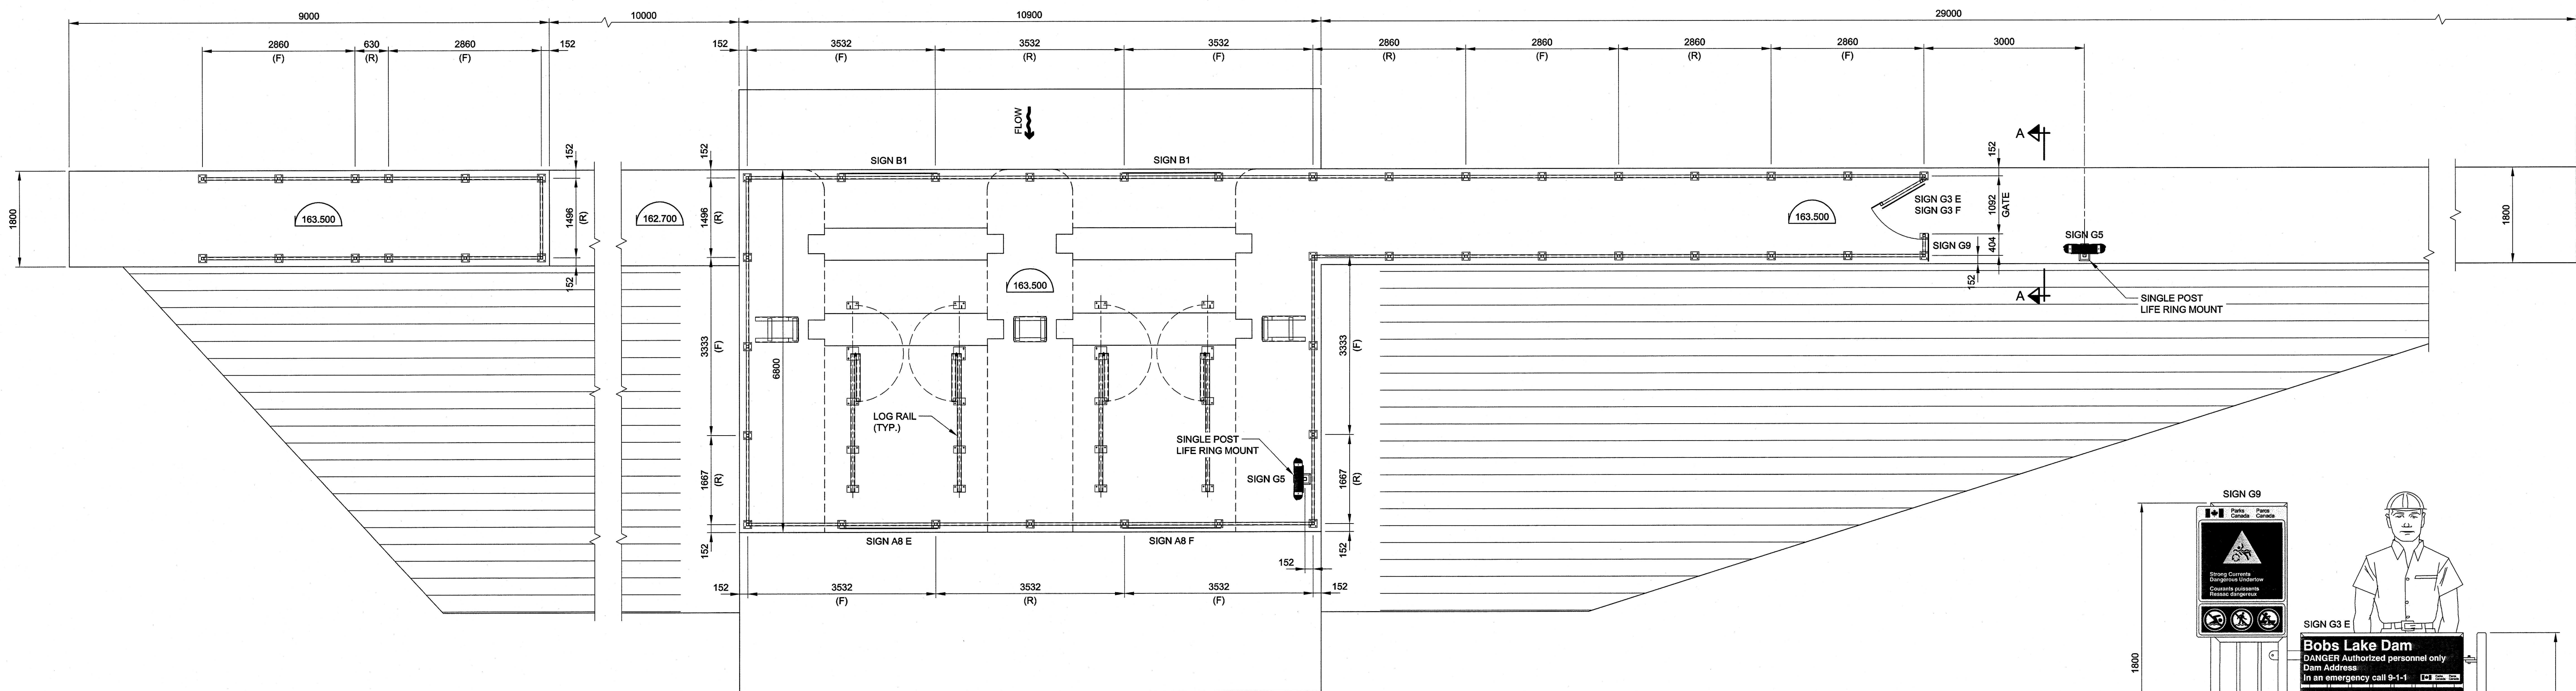 9000
10000
10900
29000
2860
(F)
630
(R)
2860
(F)
152
152
3532
(F)
3532
(R)
3532
(F)
2860
(R)
2860
(F)
2860
(R)
2860
(F)
3000
FLOW
A
152
152
152
SIGN B1
SIGN B1
1800
163.500
1496
(R)
162.700
1496
(R)
163.500
SIGN G3 E
SIGN G3 F
1092
GATE
SIGN G5
1800
SIGN G9
404
152
152
163.500
A
SINGLE POST
LIFE RING MOUNT
3333
(F)
6800
3333
(F)
LOG RAIL
(TYP.)
SINGLE POST
LIFE RING MOUNT
SIGN G5
1667
(R)
1667
(R)
SIGN A8 E
SIGN A8 F
152
152
152
152
3532
(F)
3532
(R)
3532
(F)
152
SIGN G9
Parks Canada
Parcs Canada
Strong Currents
Dangerous Undertow
Courants puissants
Ressac dangereux
SIGN G3 E
1800
Bobs Lake Dam
DANGER Authorized personnel only
Dam Address
In an emergency call 9-1-1
Parks Canada
Parcs Canada